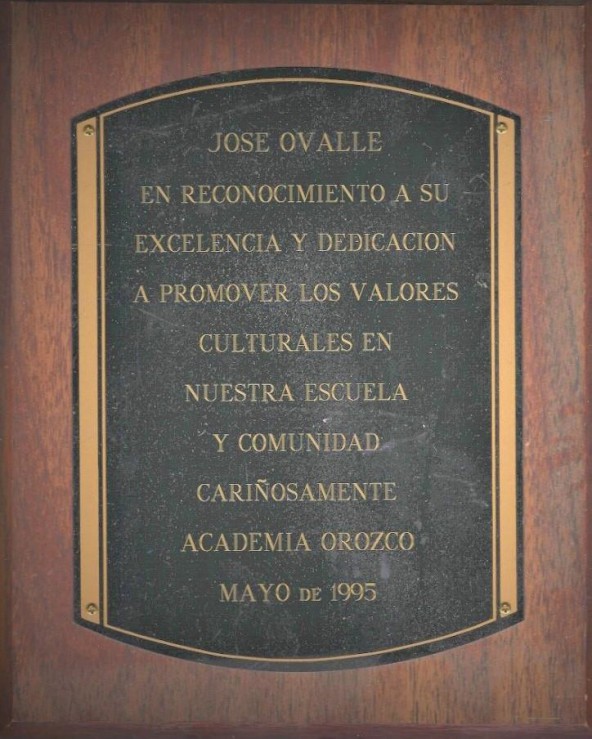 JOSE OVALLE
EN RECONOCIMIENTO A SU
EXCELENCIA Y DEDICACION
A PROMOVER LOS VALORES
CULTURALES EN
NUESTRA ESCUELA
Y COMUNIDAD
CARIÑOSAMENTE
ACADEMIA OROZCO
MAYO DE 1995